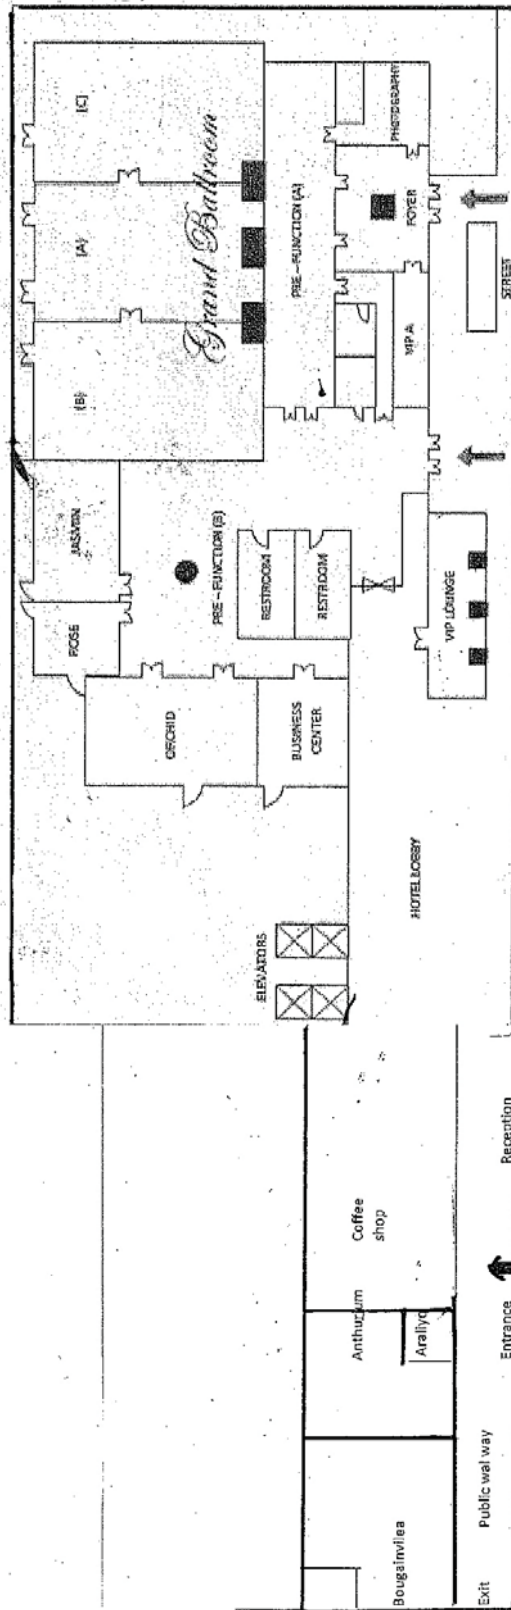 [C]
[A]
[B]
Grand Ballroom
PRE – FUNCTION (A)
PHOTOGRAPHY
FOYER
VIP A
STREET
JASMIN
ROSE
PRE – FUNCTION (B)
RESTROOM
RESTROOM
VIP LOUNGE
ORCHID
BUSINESS
CENTER
HOTEL LOBBY
ELEVATORS
Coffee
shop
Reception
Anthurium
Araliya
Entrance
Bougainvilea
Public wal way
Exit